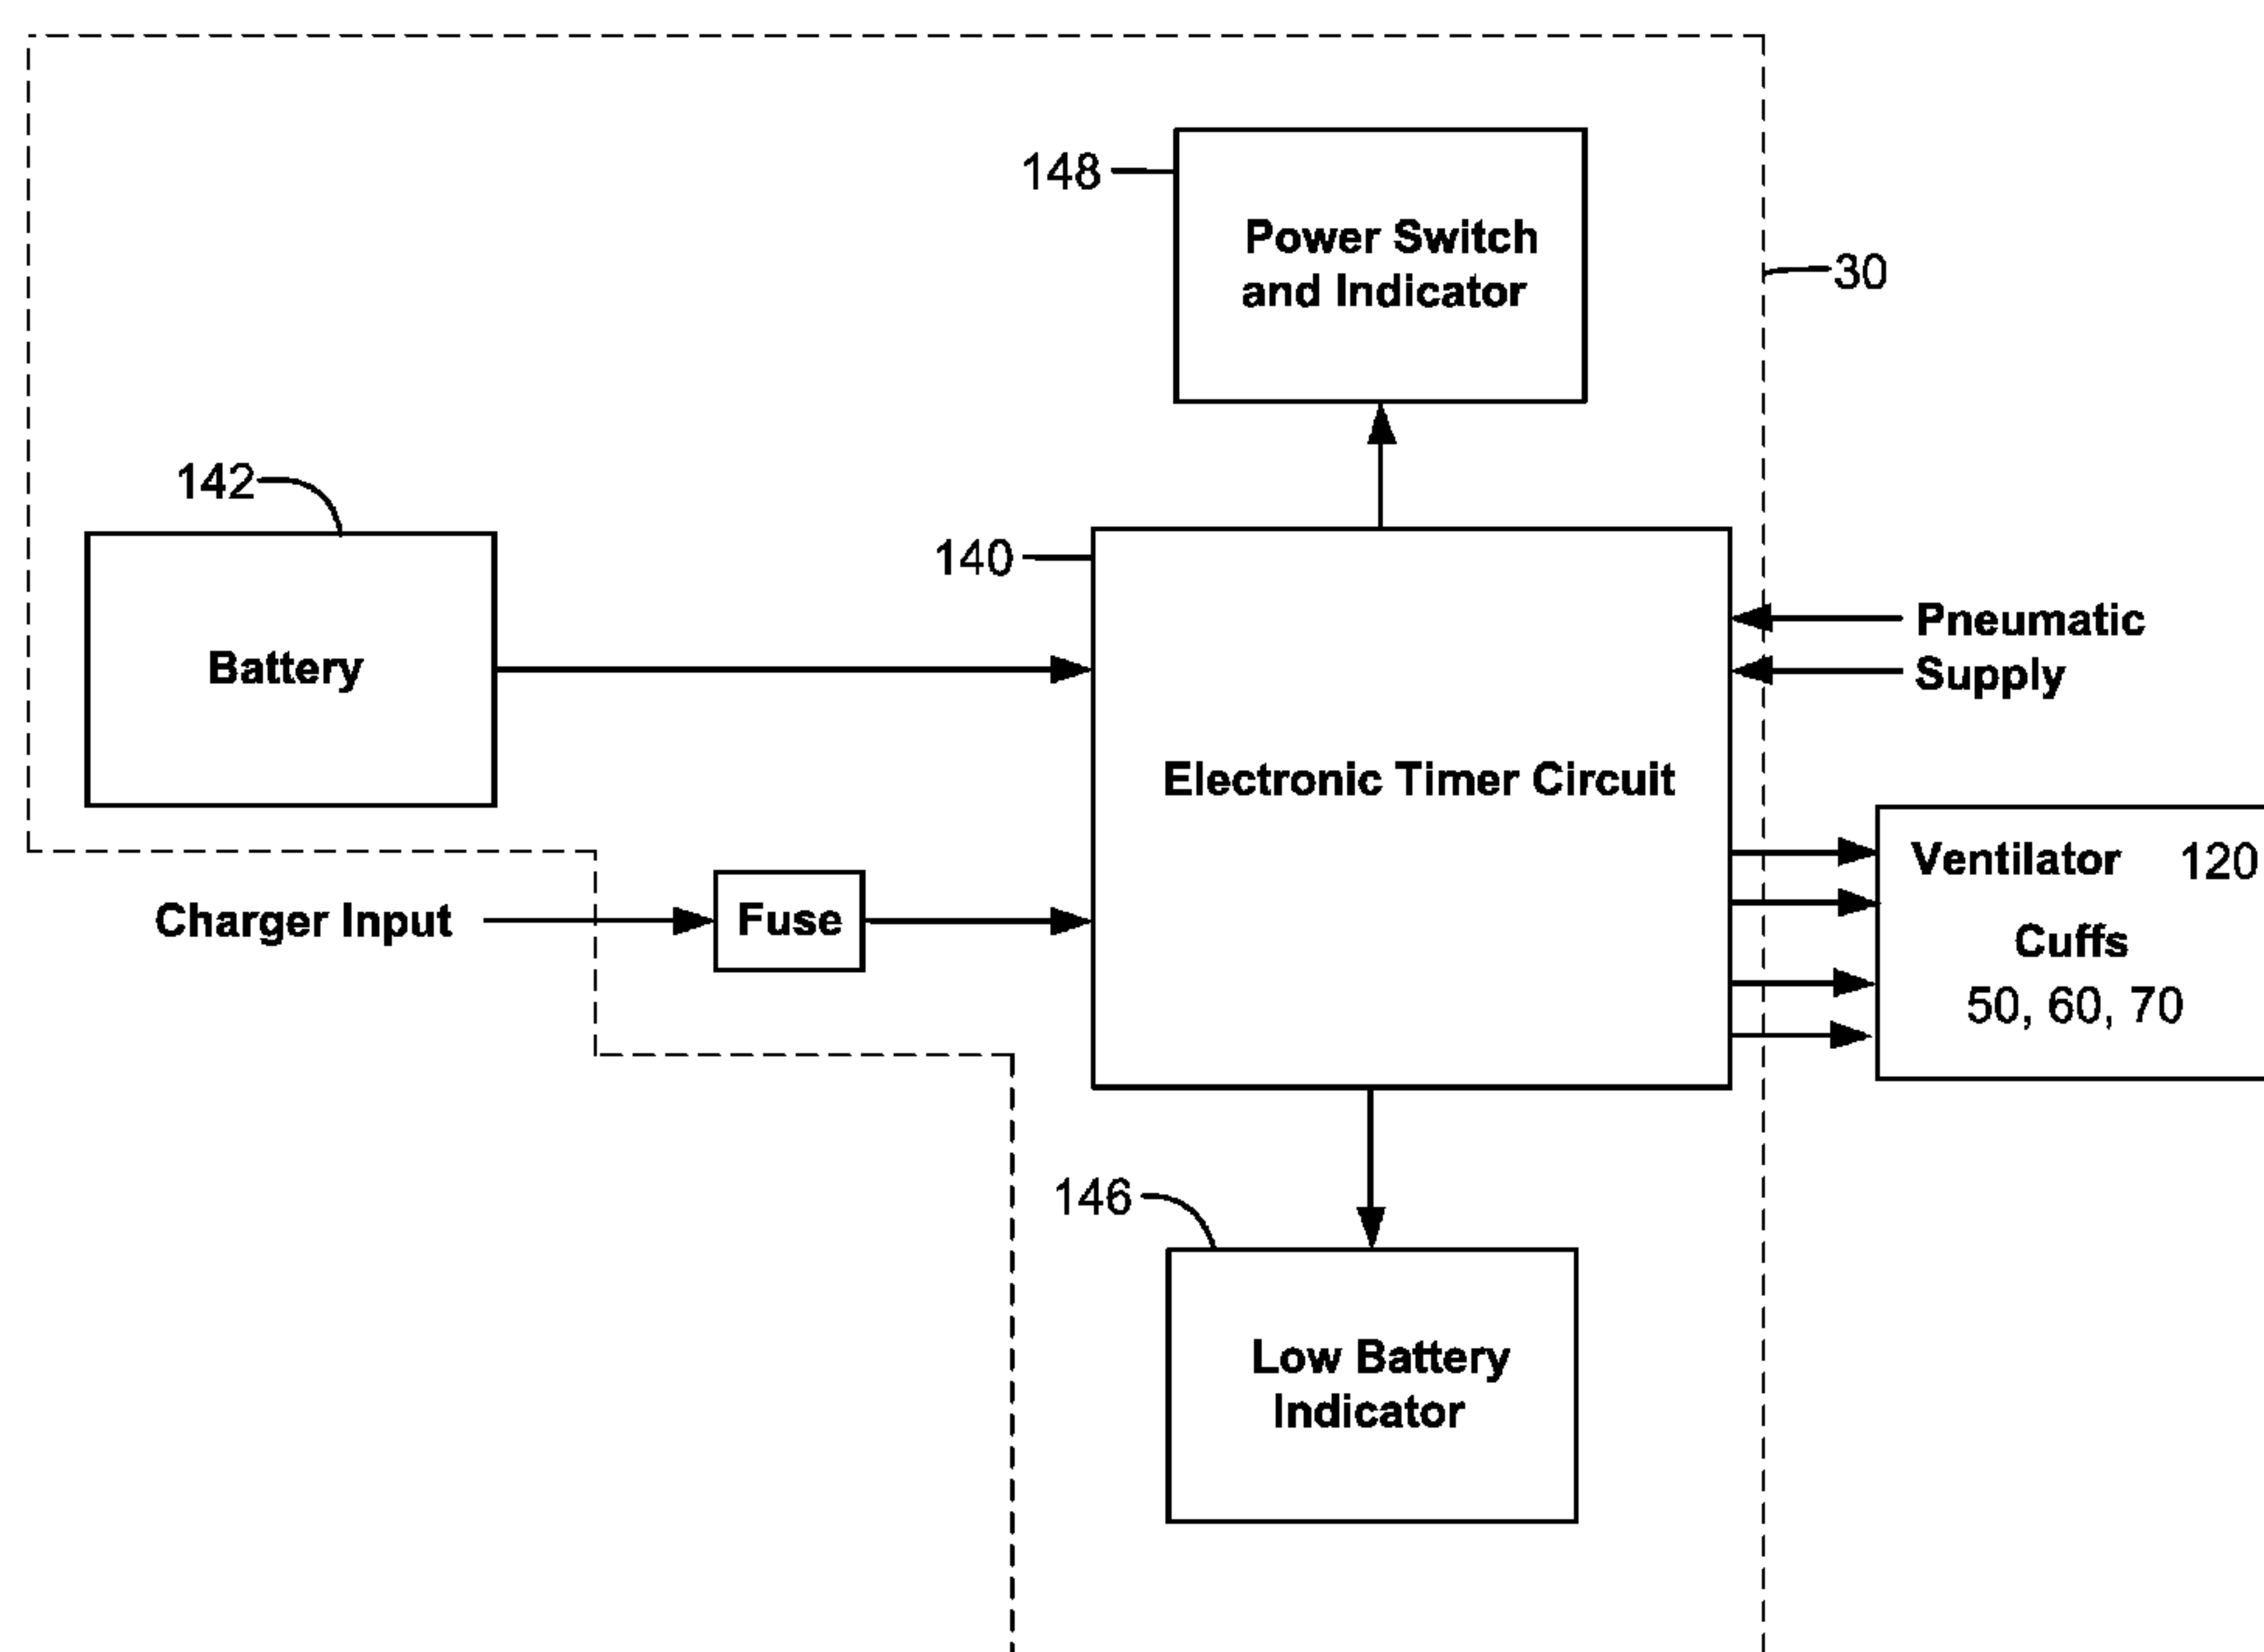 148
Power Switch
and Indicator
30
142
140
Battery
Pneumatic
Supply
Electronic Timer Circuit
Ventilator 120
Charger Input
Fuse
Cuffs
50, 60, 70
146
Low Battery
Indicator